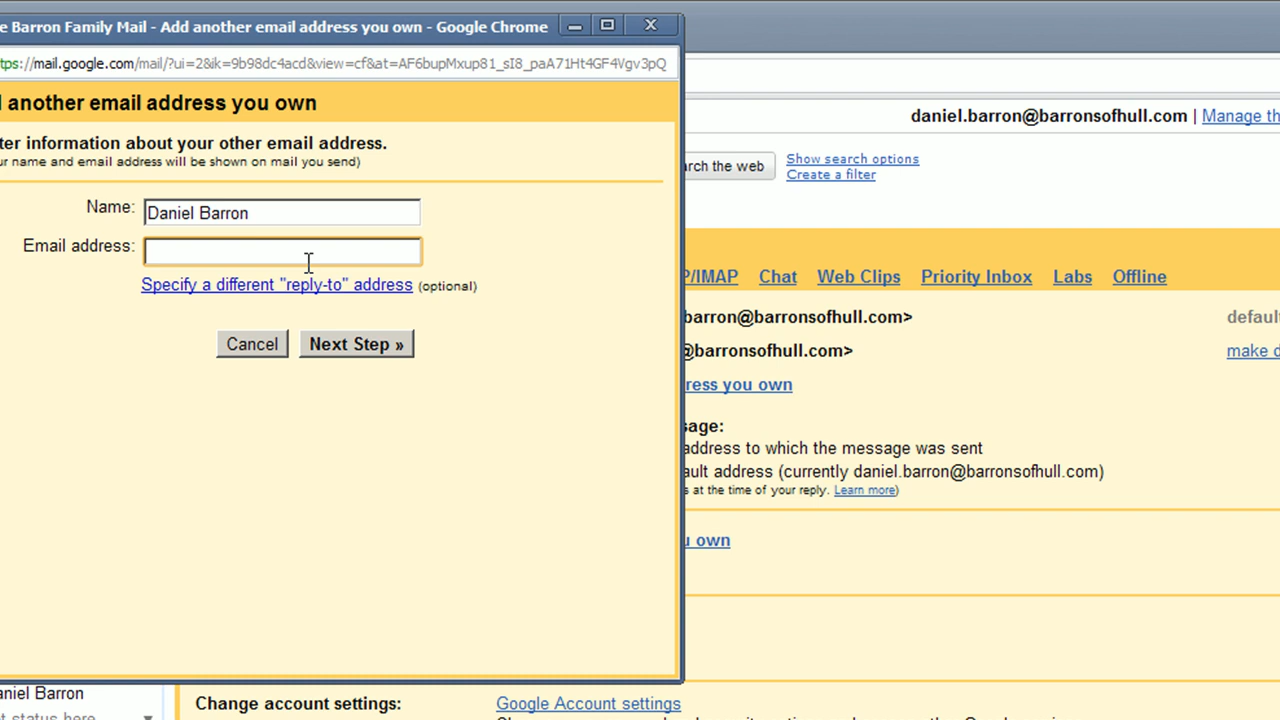 e Barron Family Mail - Add another email address you own - Google Chrome
tps://mail.google.com/mail/?ui=2&ik=9b98dc4acd&view=cf&at=AF6bupMxup81_sI8_paA71Ht4GF4Vgv3pQ
another email address you own
ter information about your other email address.
ur name and email address will be shown on mail you send)
Name: Daniel Barron
Email address:
Specify a different "reply-to" address (optional)
Cancel Next Step »
daniel.barron@barronsofhull.com | Manage th
rch the web
Show search options
Create a filter
P/IMAP Chat Web Clips Priority Inbox Labs Offline
barron@barronsofhull.com> default
@barronsofhull.com> make d
ress you own
sage:
address to which the message was sent
ault address (currently daniel.barron@barronsofhull.com)
s at the time of your reply. Learn more)
u own
aniel Barron
t status here
Change account settings: Google Account settings